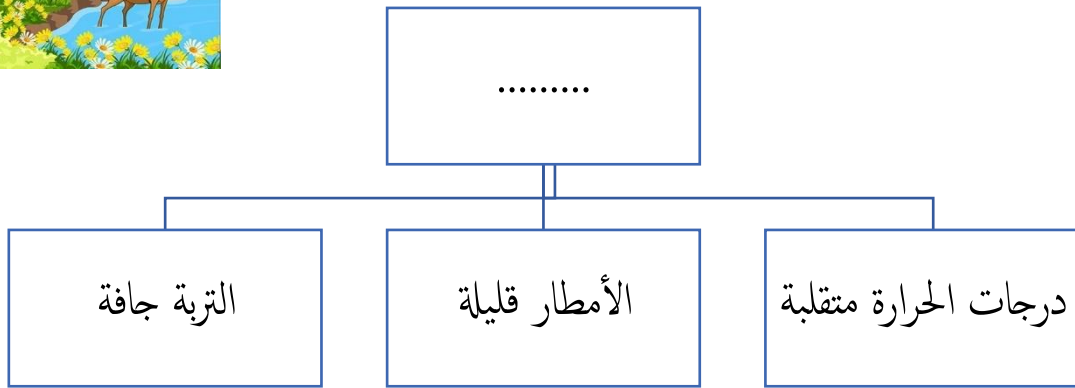 .........
درجات الحرارة متقلبة
الأمطار قليلة
التربة جافة